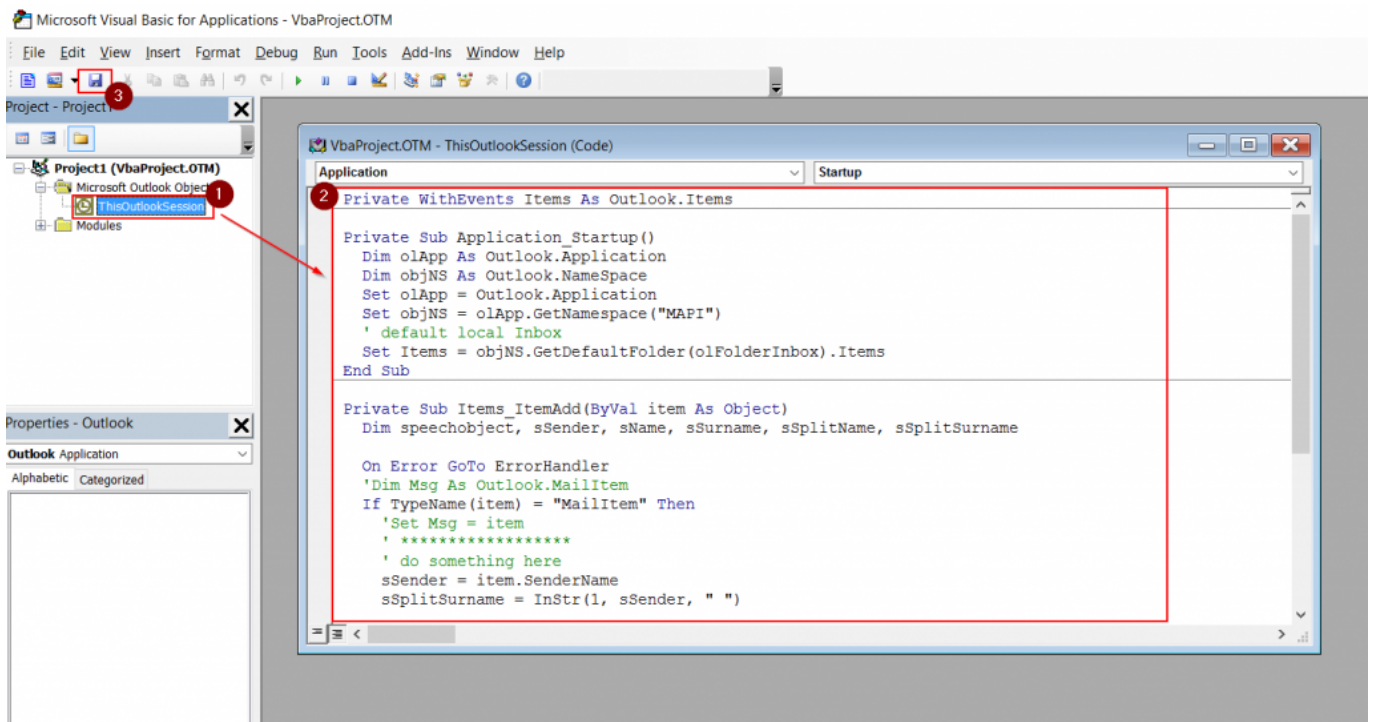 Microsoft Visual Basic for Applications - VbaProject.OTM
File Edit View Insert Format Debug Run Tools Add-Ins Window Help
3
Project - Project1
Project1 (VbaProject.OTM)
Microsoft Outlook Object
1
ThisOutlookSession
Modules
Properties - Outlook
Outlook Application
Alphabetic Categorized
VbaProject.OTM - ThisOutlookSession (Code)
Application Startup
2
Private WithEvents Items As Outlook.Items
Private Sub Application_Startup()
Dim olApp As Outlook.Application
Dim objNS As Outlook.NameSpace
Set olApp = Outlook.Application
Set objNS = olApp.GetNamespace("MAPI")
' default local Inbox
Set Items = objNS.GetDefaultFolder(olFolderInbox).Items
End Sub
Private Sub Items_ItemAdd(ByVal item As Object)
Dim speechobject, sSender, sName, sSurname, sSplitName, sSplitSurname
On Error GoTo ErrorHandler
'Dim Msg As Outlook.MailItem
If TypeName(item) = "MailItem" Then
'Set Msg = item
' ******************
' do something here
sSender = item.SenderName
sSplitSurname = InStr(1, sSender, " ")